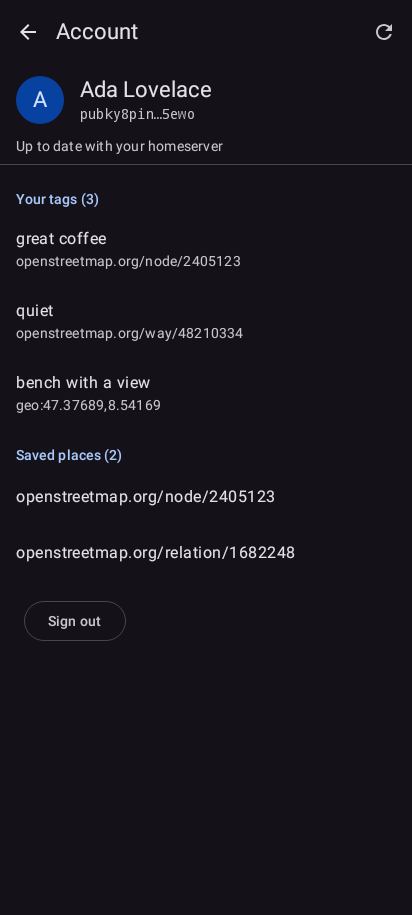 Account
A
Ada Lovelace
pubky8pin…5ewo
Up to date with your homeserver
Your tags (3)
great coffee
openstreetmap.org/node/2405123
quiet
openstreetmap.org/way/48210334
bench with a view
geo:47.37689,8.54169
Saved places (2)
openstreetmap.org/node/2405123
openstreetmap.org/relation/1682248
Sign out